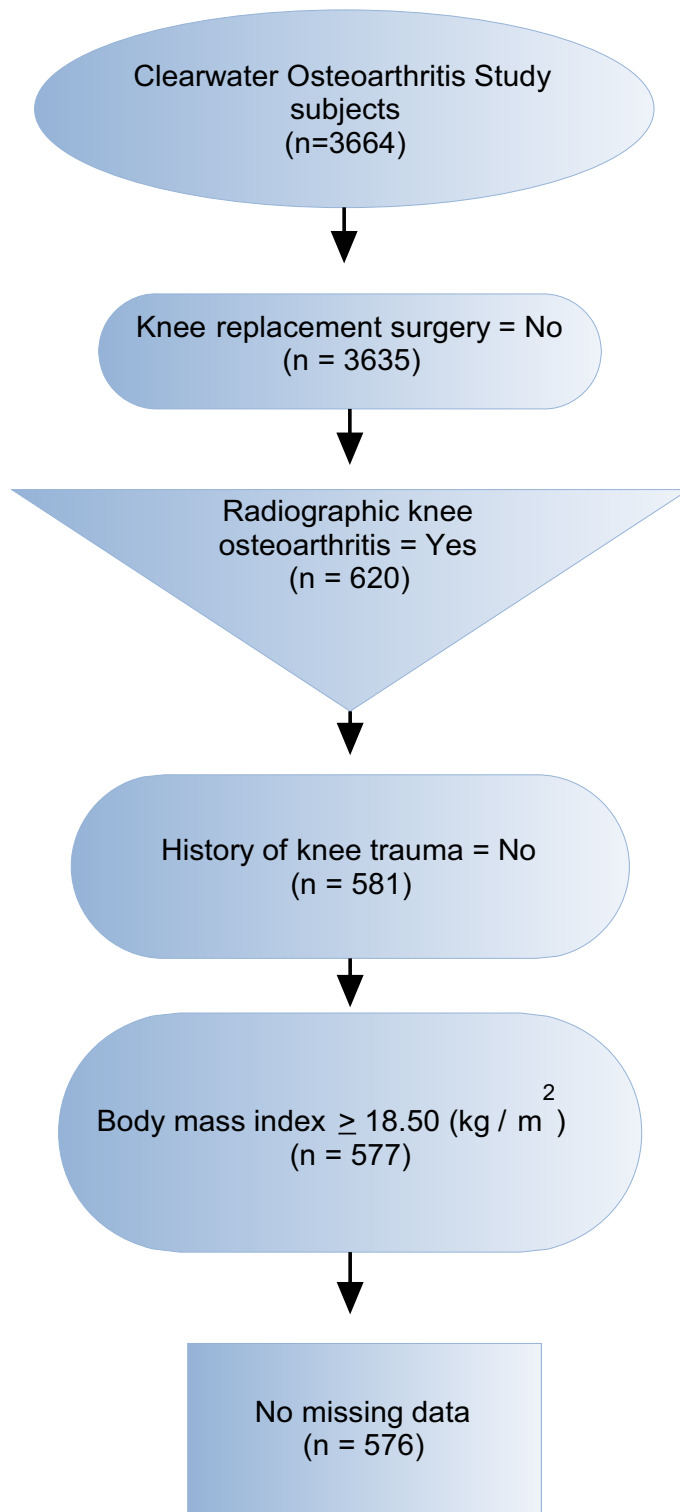 Clearwater Osteoarthritis Study
subjects
(n=3664)
Knee replacement surgery = No
(n = 3635)
Radiographic knee
osteoarthritis = Yes
(n = 620)
History of knee trauma = No
(n = 581)
Body mass index ≥ 18.50 (kg / m²)
(n = 577)
No missing data
(n = 576)